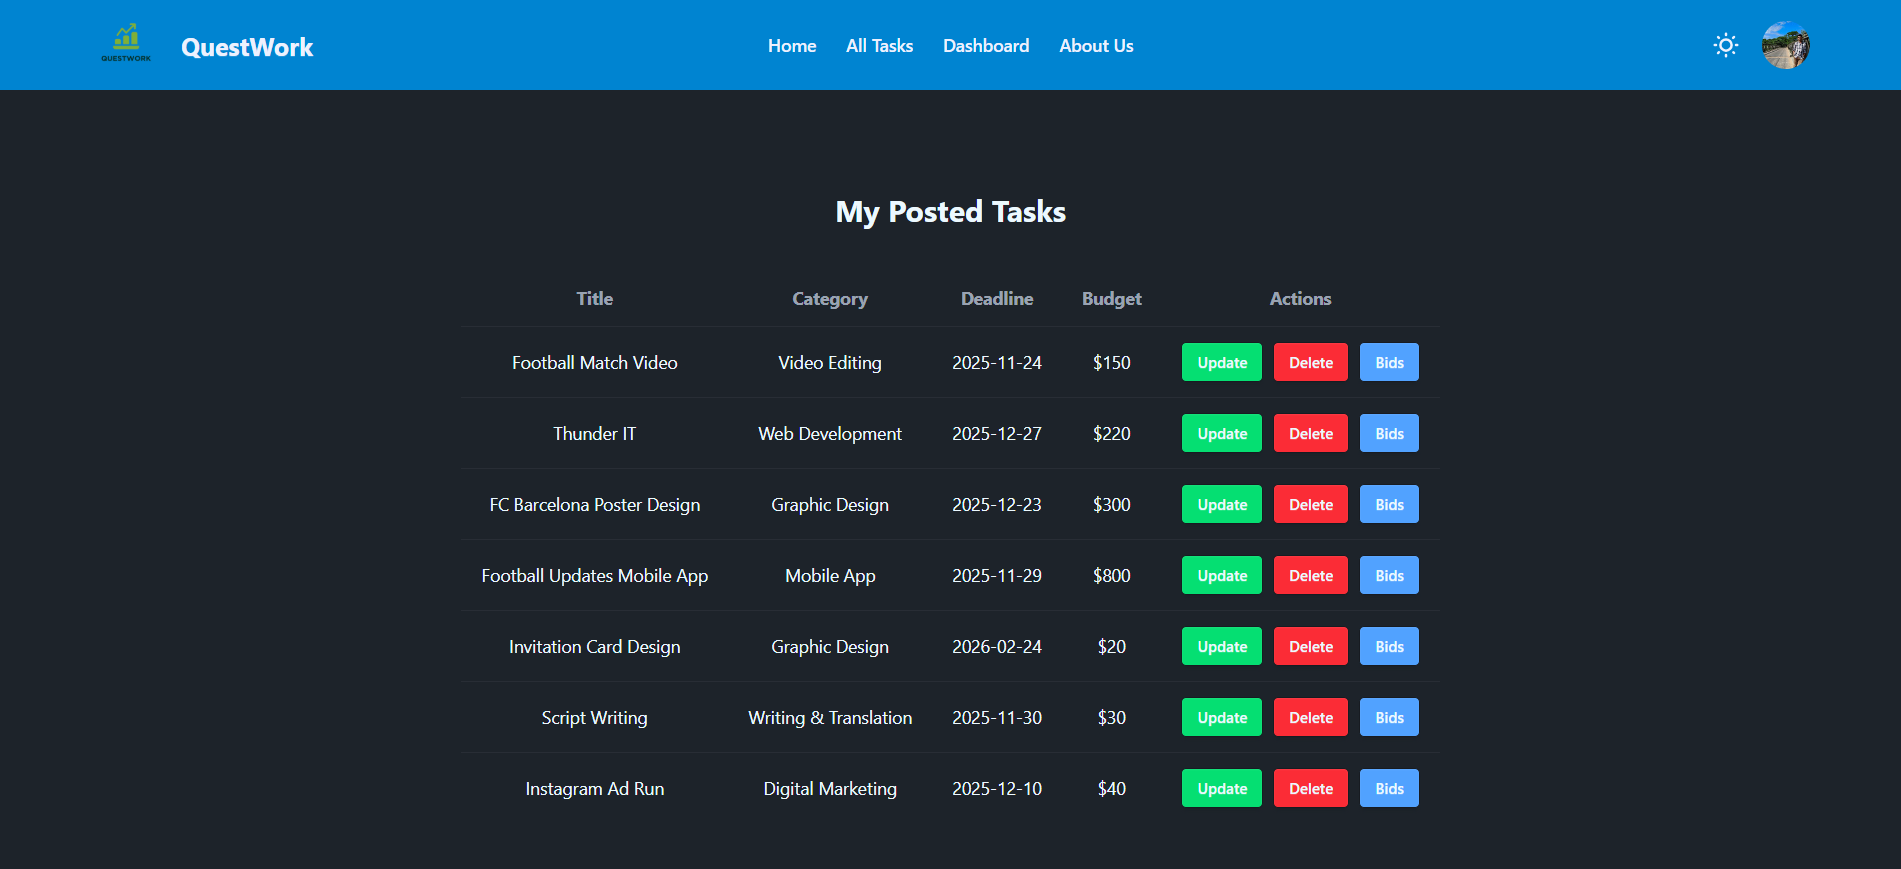 QUESTWORK
QuestWork
Home All Tasks Dashboard About Us
My Posted Tasks
Title Category Deadline Budget Actions
Football Match Video Video Editing 2025-11-24 $150 Update Delete Bids
Thunder IT Web Development 2025-12-27 $220 Update Delete Bids
FC Barcelona Poster Design Graphic Design 2025-12-23 $300 Update Delete Bids
Football Updates Mobile App Mobile App 2025-11-29 $800 Update Delete Bids
Invitation Card Design Graphic Design 2026-02-24 $20 Update Delete Bids
Script Writing Writing & Translation 2025-11-30 $30 Update Delete Bids
Instagram Ad Run Digital Marketing 2025-12-10 $40 Update Delete Bids